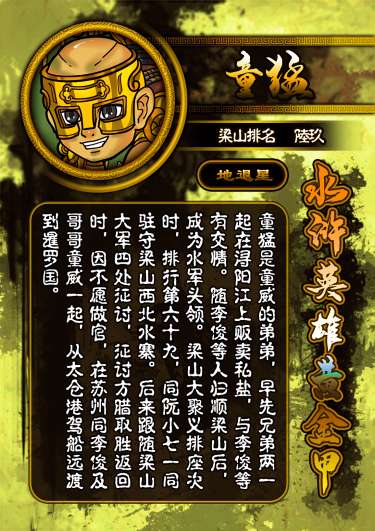 童猛
梁山排名 陸玖
地退星
水浒英雄黄金甲
童猛是童威的弟弟，早先兄弟两一
起在浔阳江上贩卖私盐，与李俊等
有交情。随李俊等人归顺梁山后，
成为水军头领。梁山大聚义排座次
时，排行第六十九，同阮小七一同
驻守梁山西北水寨。后来跟随梁山
大军四处征讨，征讨方腊取胜返回
时，因不愿做官，在苏州同李俊及
哥哥童威一起，从太仓港驾船远渡
到暹罗国。